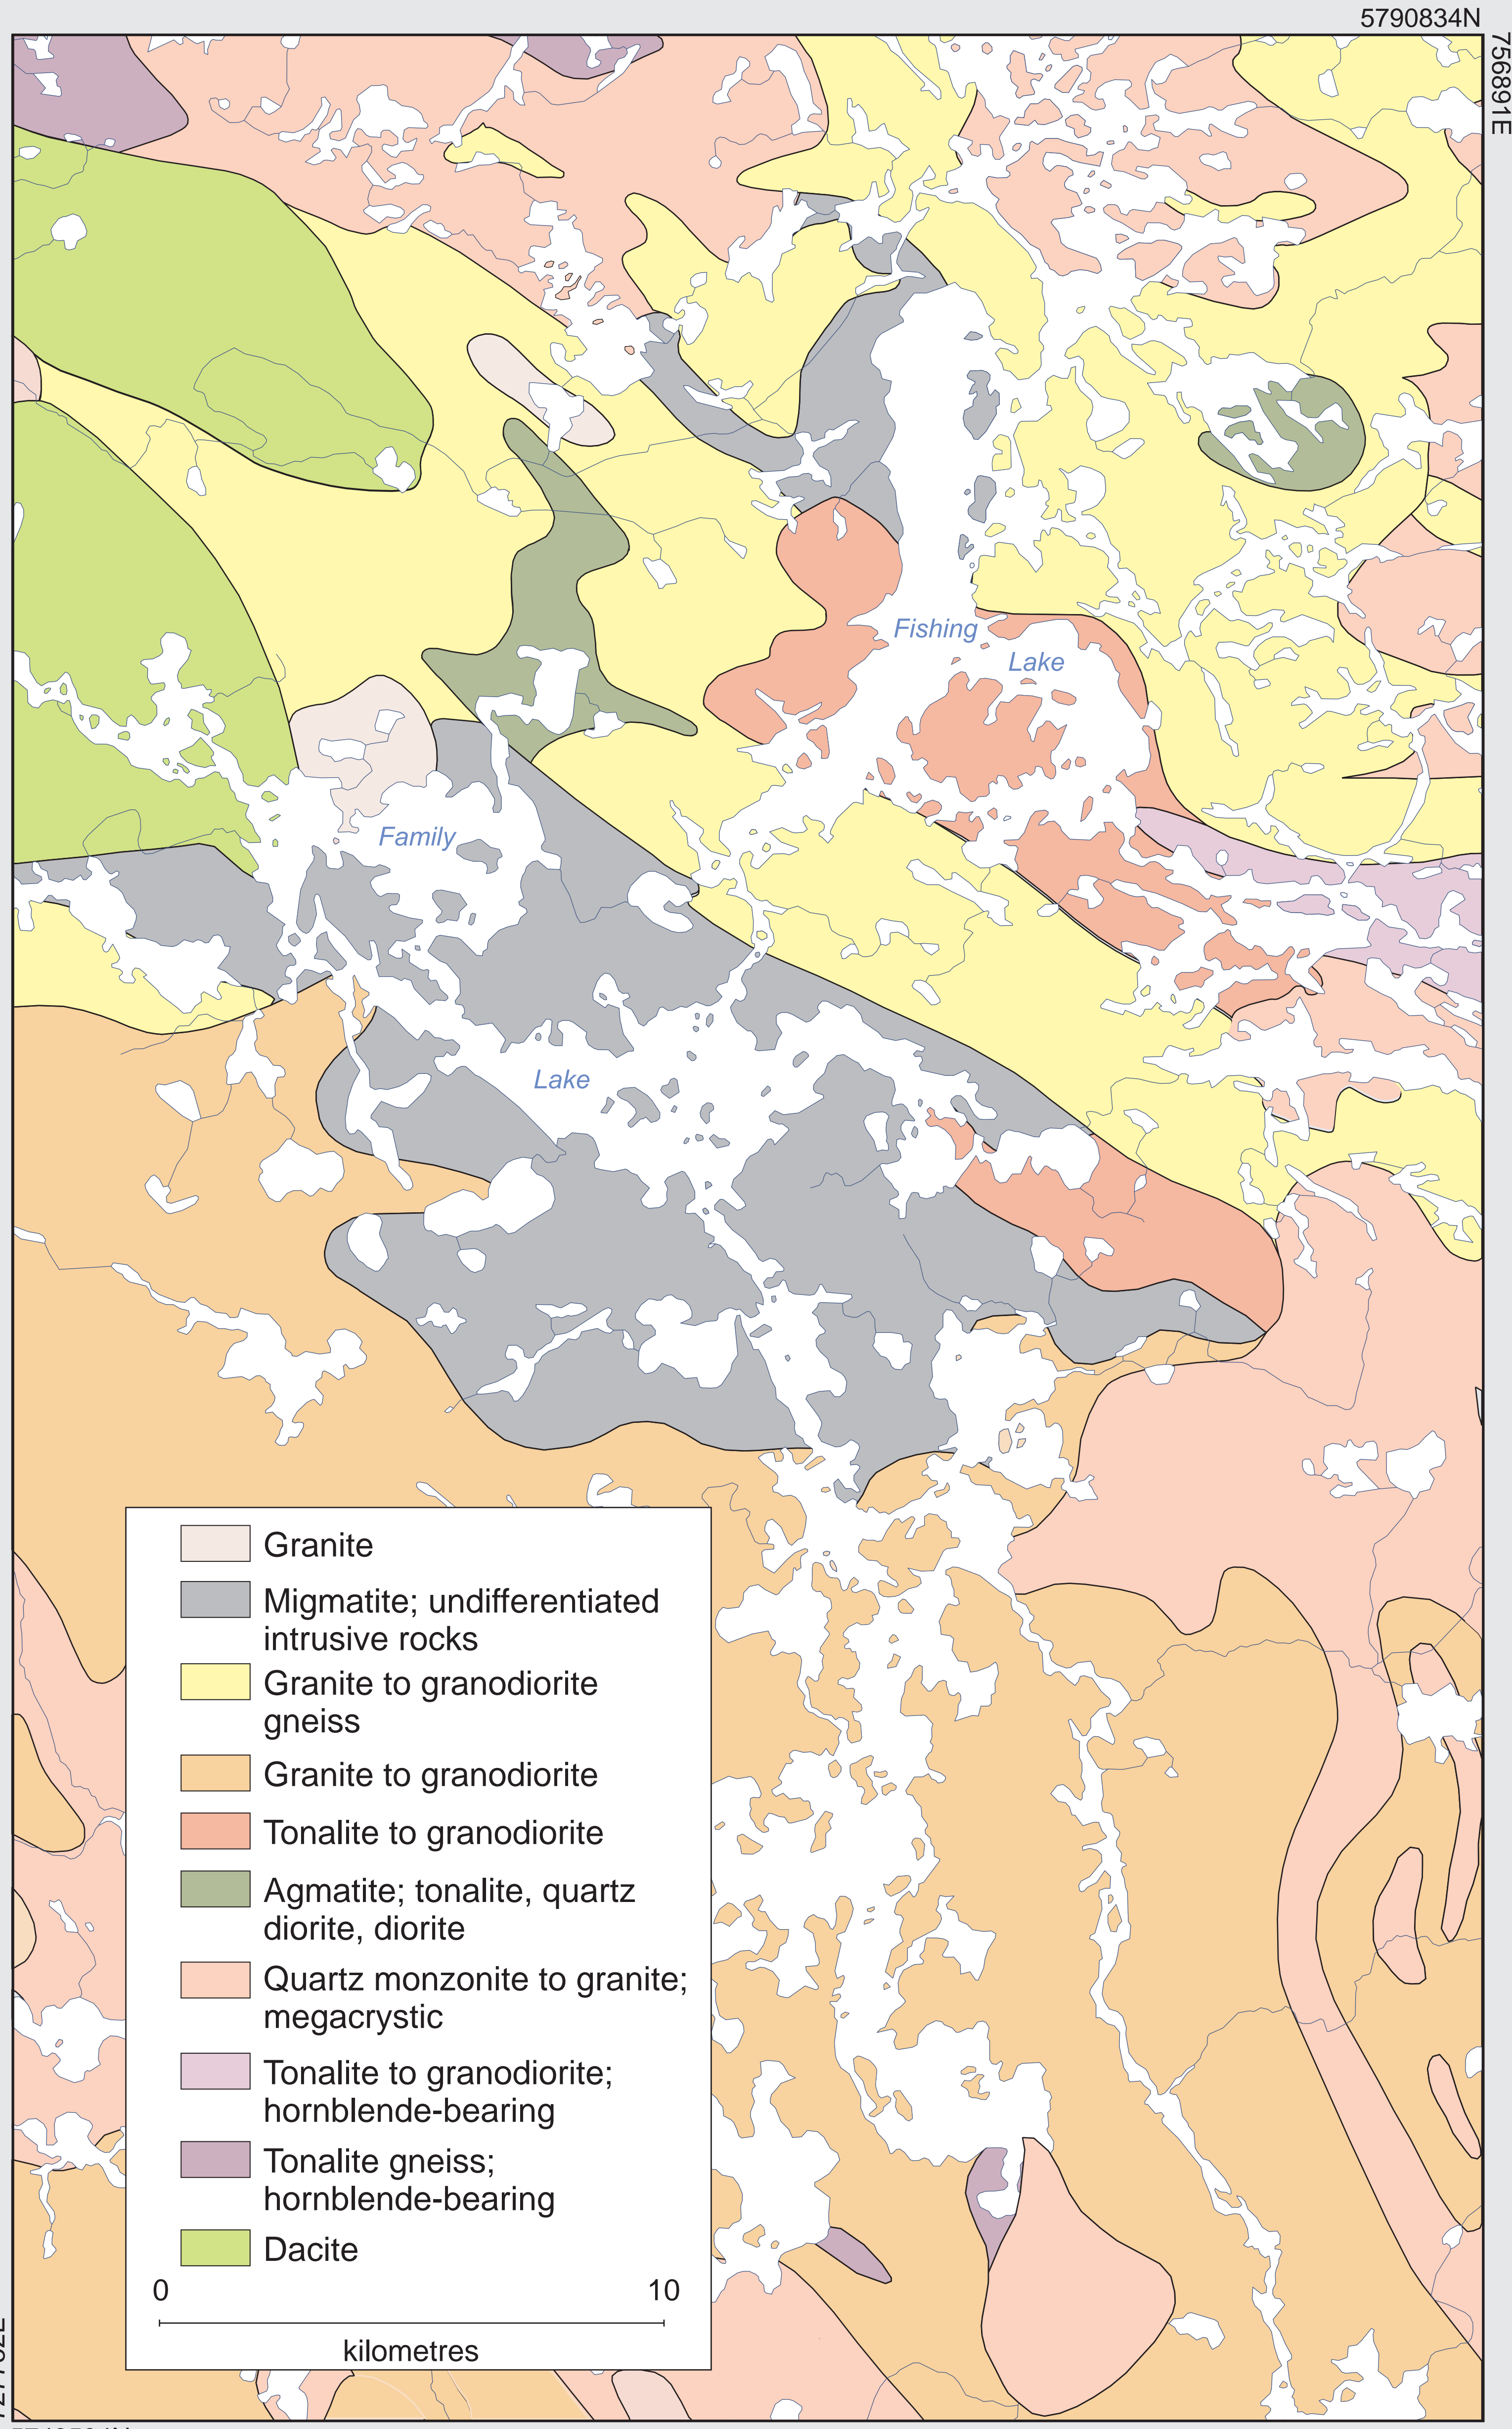 5790834N
756891E
Fishing
Lake
Family
Lake
Granite
Migmatite; undifferentiated
intrusive rocks
Granite to granodiorite
gneiss
Granite to granodiorite
Tonalite to granodiorite
Agmatite; tonalite, quartz
diorite, diorite
Quartz monzonite to granite;
megacrystic
Tonalite to granodiorite;
hornblende-bearing
Tonalite gneiss;
hornblende-bearing
Dacite
0 10
kilometres